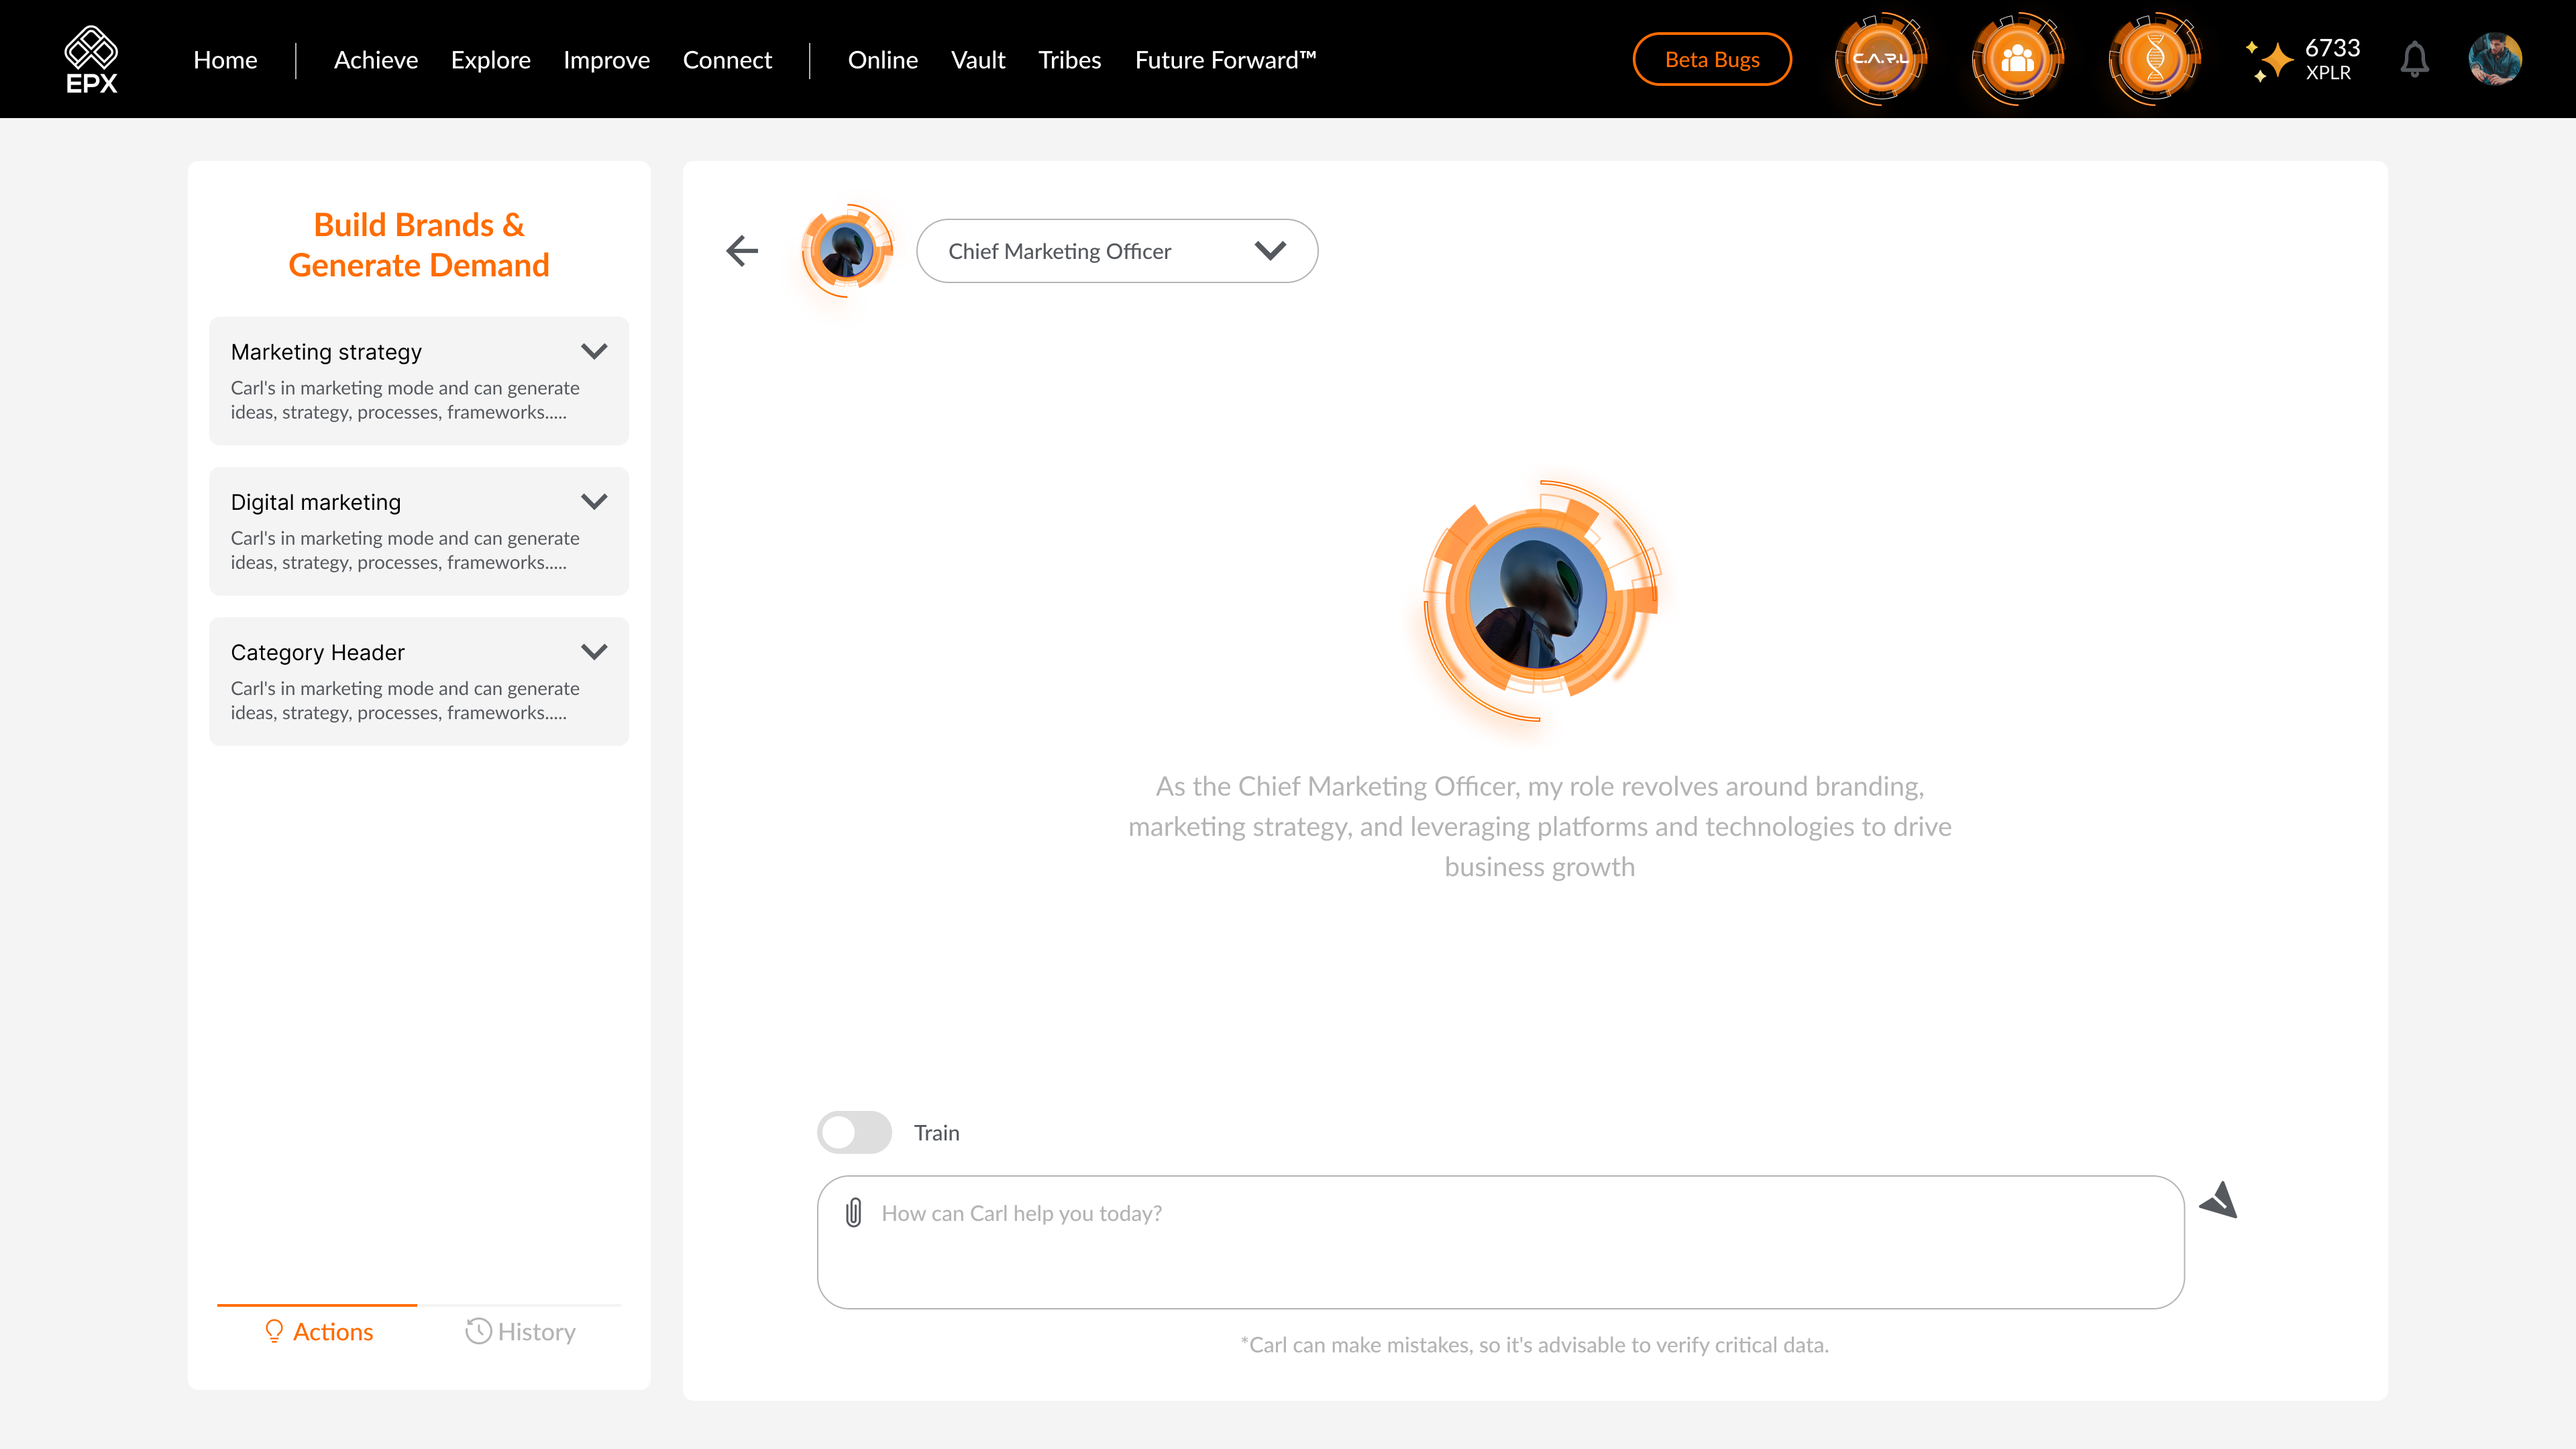 EPX
Home
Achieve
Explore
Improve
Connect
Online
Vault
Tribes
Future Forward™
Beta Bugs
C.A.R.L
6733
XPLR
Build Brands &
Generate Demand
Marketing strategy
Carl's in marketing mode and can generate
ideas, strategy, processes, frameworks.....
Digital marketing
Carl's in marketing mode and can generate
ideas, strategy, processes, frameworks.....
Category Header
Carl's in marketing mode and can generate
ideas, strategy, processes, frameworks.....
Actions
History
Chief Marketing Officer
As the Chief Marketing Officer, my role revolves around branding,
marketing strategy, and leveraging platforms and technologies to drive
business growth
Train
How can Carl help you today?
*Carl can make mistakes, so it's advisable to verify critical data.